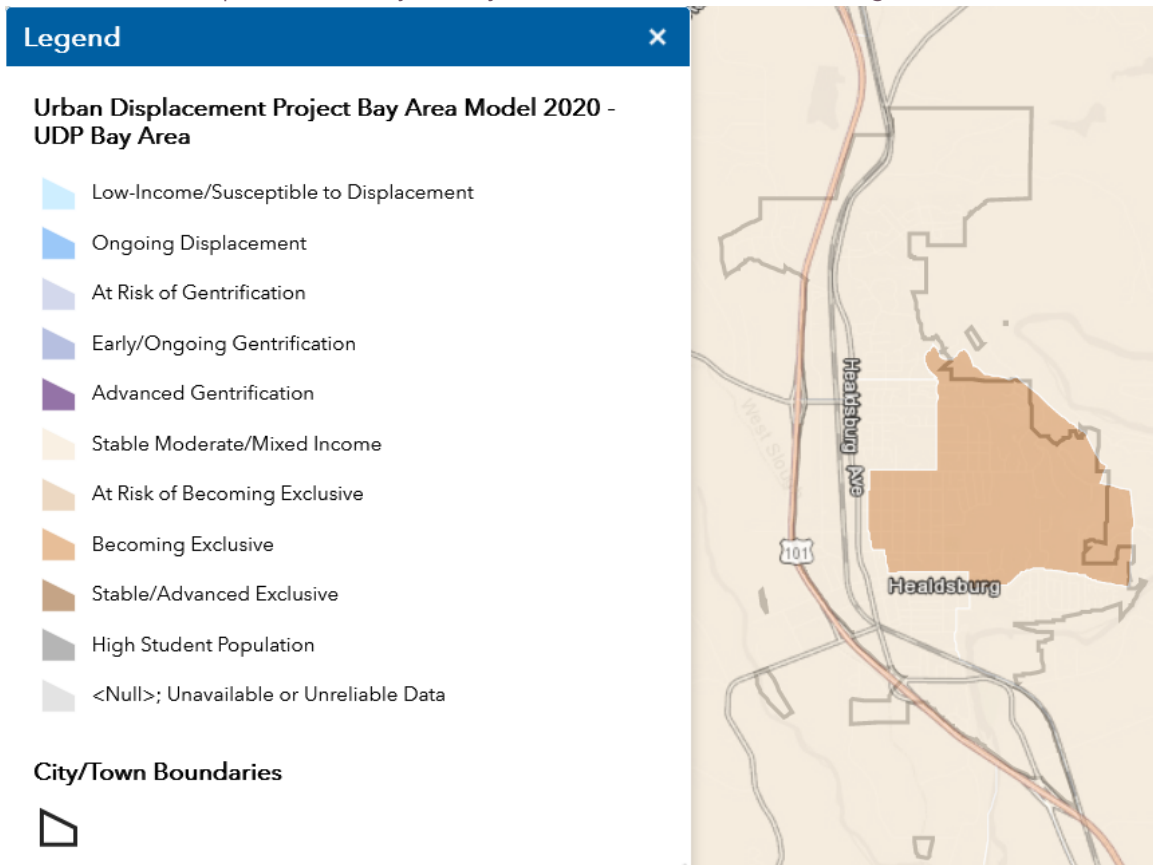 Legend
Urban Displacement Project Bay Area Model 2020 -
UDP Bay Area
Low-Income/Susceptible to Displacement
Ongoing Displacement
At Risk of Gentrification
Early/Ongoing Gentrification
Advanced Gentrification
Stable Moderate/Mixed Income
At Risk of Becoming Exclusive
Becoming Exclusive
Stable/Advanced Exclusive
High Student Population
<Null>; Unavailable or Unreliable Data
City/Town Boundaries
Healdsburg Ave
West Slough
101
Healdsburg